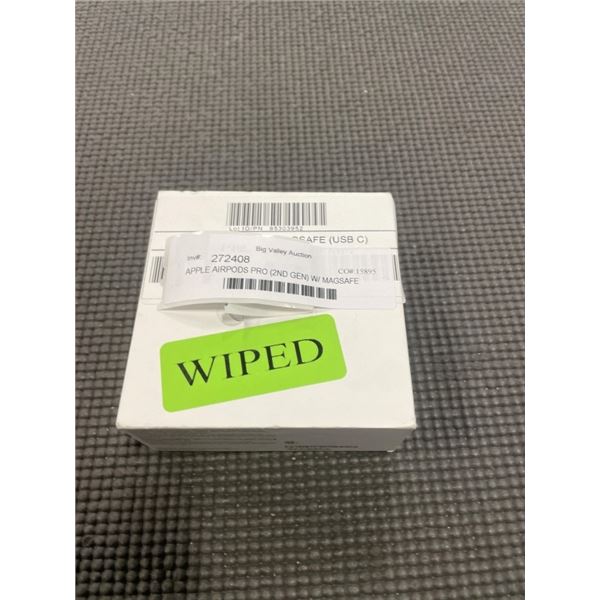 Lot ID/PN 85303952
GSAFE (USB C)
Big Valley Auction
Inv#: 272408
CO#:15895
APPLE AIRPODS PRO (2ND GEN) W/ MAGSAFE
WIPED